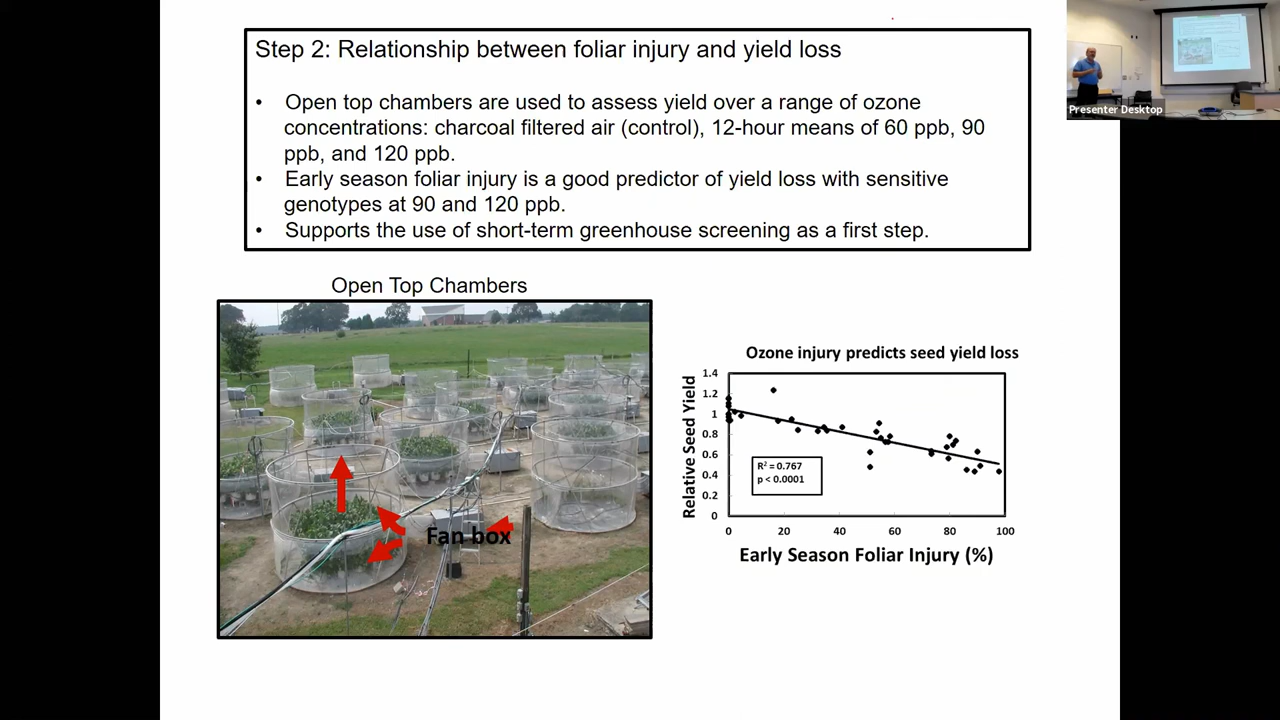 Step 2: Relationship between foliar injury and yield loss
• Open top chambers are used to assess yield over a range of ozone
concentrations: charcoal filtered air (control), 12-hour means of 60 ppb, 90
ppb, and 120 ppb.
• Early season foliar injury is a good predictor of yield loss with sensitive
genotypes at 90 and 120 ppb.
• Supports the use of short-term greenhouse screening as a first step.
Presenter Desktop
Open Top Chambers
Fan box
Ozone injury predicts seed yield loss
Relative Seed Yield
1.4
1.2
1
0.8
0.6
0.4
0.2
0
R² = 0.767
p < 0.0001
0 20 40 60 80 100
Early Season Foliar Injury (%)